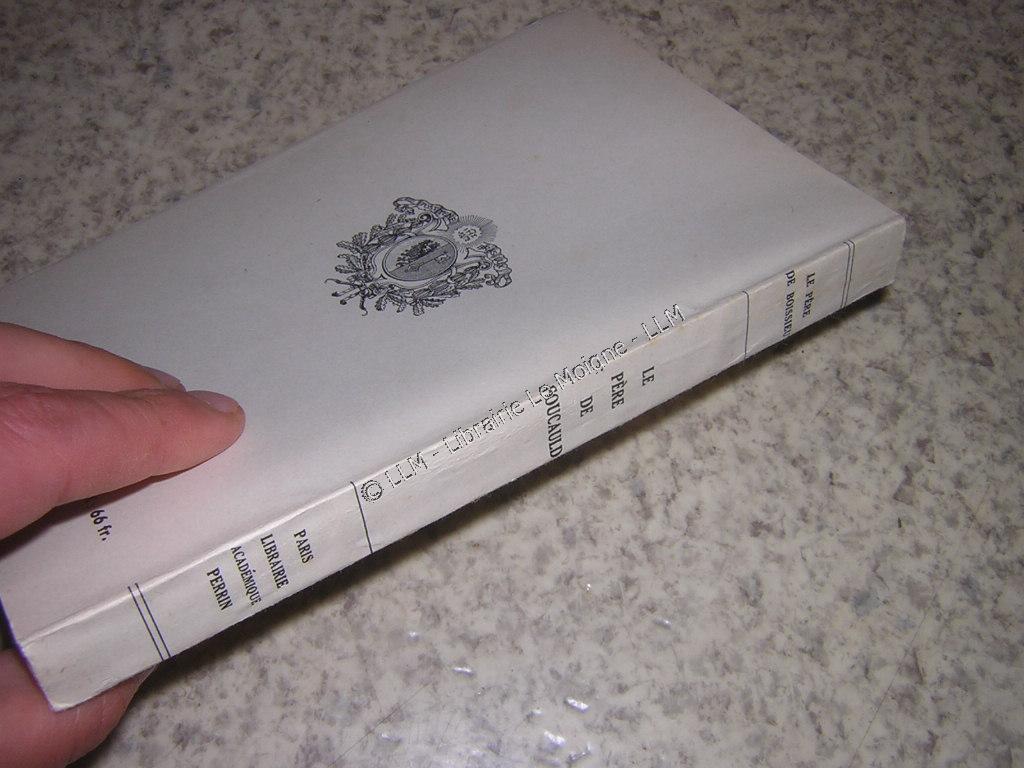 LE PÈRE
DE BOISSIEU
LE
PÈRE
DE
FOUCAULD
PARIS
LIBRAIRIE
ACADÉMIQUE
PERRIN
66 fr.
© LLM - Librairie Le Moigne - LLM